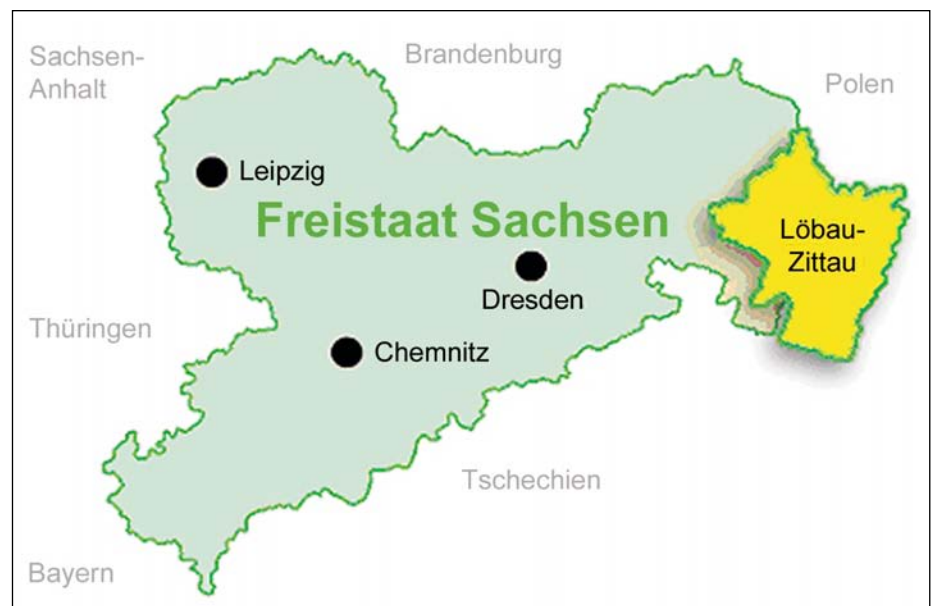 Sachsen-
Anhalt
Brandenburg
Polen
Leipzig
Freistaat Sachsen
Löbau-
Zittau
Dresden
Thüringen
Chemnitz
Tschechien
Bayern